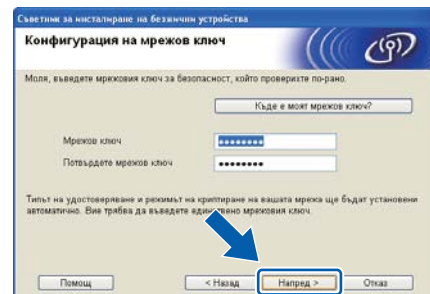 Съветник за инсталиране на безжични устройства
Конфигурация на мрежов ключ
Моля, въведете мрежовия ключ за безопасност, който проверихте по-рано.
Къде е моят мрежов ключ?
Мрежов ключ
Потвърдете мрежов ключ
Типът на удостоверяване и режимът на криптиране на вашата мрежа ще бъдат установени
автоматично. Вие трябва да въведете единствено мрежовия ключ.
Помощ
< Назад
Напред >
Отказ